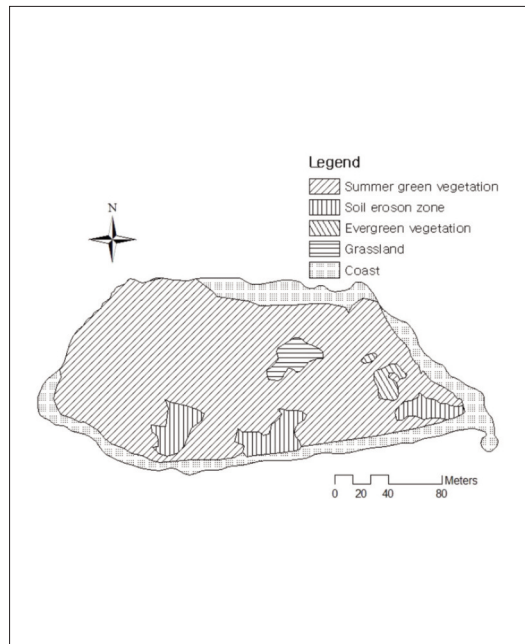 Legend
Summer green vegetation
Soil eroson zone
Evergreen vegetation
Grassland
Coast
N
Meters
0 20 40 80